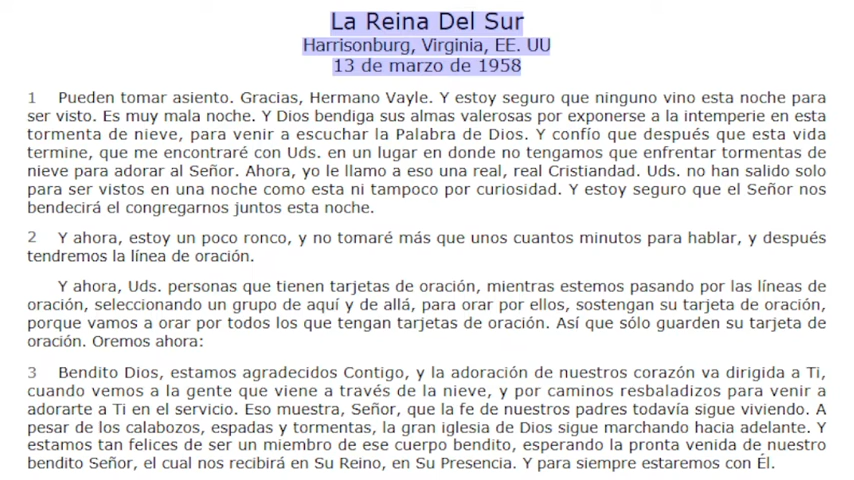 La Reina Del Sur
Harrisonburg, Virginia, EE. UU
13 de marzo de 1958
1 Pueden tomar asiento. Gracias, Hermano Vayle. Y estoy seguro que ninguno vino esta noche para
ser visto. Es muy mala noche. Y Dios bendiga sus almas valerosas por exponerse a la intemperie en esta
tormenta de nieve, para venir a escuchar la Palabra de Dios. Y confío que después que esta vida
termine, que me encontraré con Uds. en un lugar en donde no tengamos que enfrentar tormentas de
nieve para adorar al Señor. Ahora, yo le llamo a eso una real, real Cristiandad. Uds. no han salido solo
para ser vistos en una noche como esta ni tampoco por curiosidad. Y estoy seguro que el Señor nos
bendecirá el congregarnos juntos esta noche.
2 Y ahora, estoy un poco ronco, y no tomaré más que unos cuantos minutos para hablar, y después
tendremos la línea de oración.
Y ahora, Uds. personas que tienen tarjetas de oración, mientras estemos pasando por las líneas de
oración, seleccionando un grupo de aquí y de allá, para orar por ellos, sostengan su tarjeta de oración,
porque vamos a orar por todos los que tengan tarjetas de oración. Así que sólo guarden su tarjeta de
oración. Oremos ahora:
3 Bendito Dios, estamos agradecidos Contigo, y la adoración de nuestros corazón va dirigida a Ti,
cuando vemos a la gente que viene a través de la nieve, y por caminos resbaladizos para venir a
adorarte a Ti en el servicio. Eso muestra, Señor, que la fe de nuestros padres todavía sigue viviendo. A
pesar de los calabozos, espadas y tormentas, la gran iglesia de Dios sigue marchando hacia adelante. Y
estamos tan felices de ser un miembro de ese cuerpo bendito, esperando la pronta venida de nuestro
bendito Señor, el cual nos recibirá en Su Reino, en Su Presencia. Y para siempre estaremos con Él.